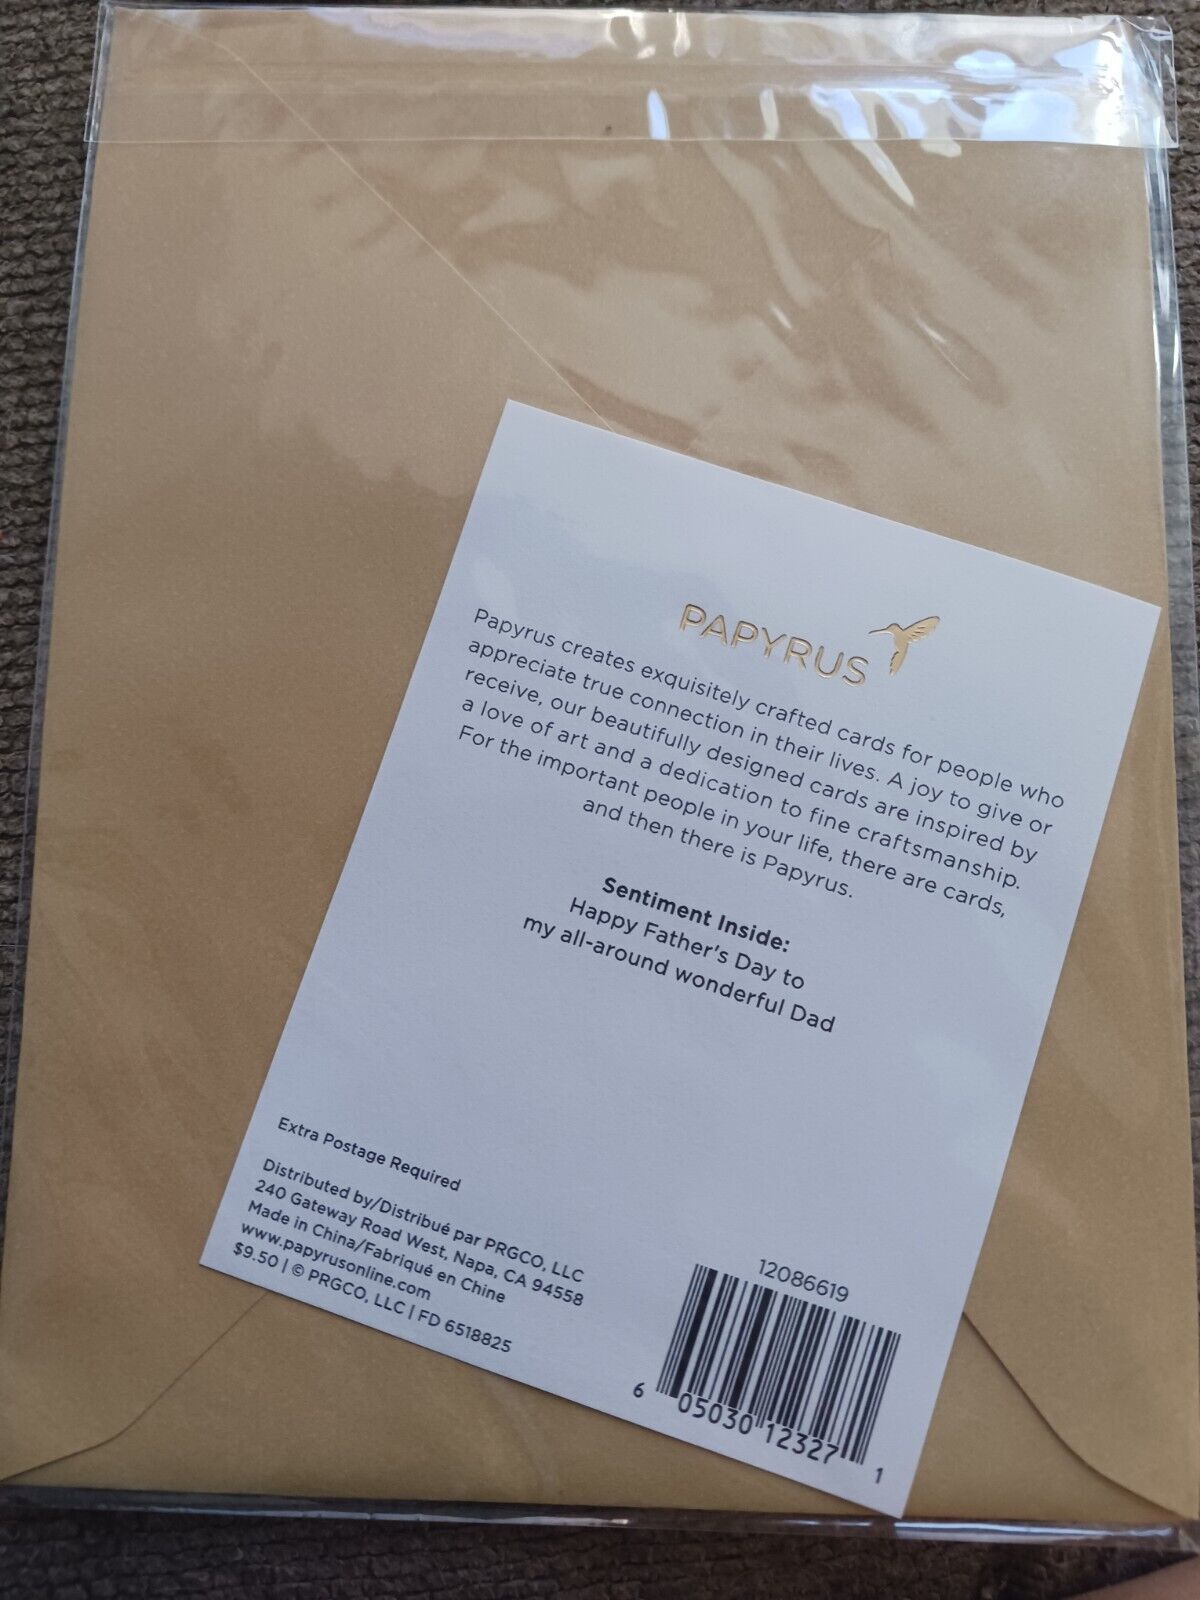 PAPYRUS
Papyrus creates exquisitely crafted cards for people who
appreciate true connection in their lives. A joy to give or
receive, our beautifully designed cards are inspired by
a love of art and a dedication to fine craftsmanship.
For the important people in your life, there are cards,
and then there is Papyrus.
Sentiment Inside:
Happy Father's Day to
my all-around wonderful Dad
Extra Postage Required
Distributed by/Distribué par PRGCO, LLC
240 Gateway Road West, Napa, CA 94558
Made in China/Fabriqué en Chine
www.papyrusonline.com
$9.50 | © PRGCO, LLC | FD 6518825
12086619
6 05030 12327 1